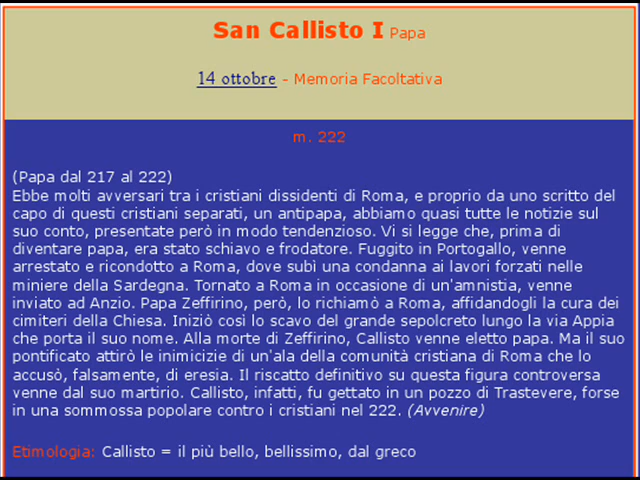 San Callisto I Papa
14 ottobre - Memoria Facoltativa
m. 222
(Papa dal 217 al 222)
Ebbe molti avversari tra i cristiani dissidenti di Roma, e proprio da uno scritto del
capo di questi cristiani separati, un antipapa, abbiamo quasi tutte le notizie sul
suo conto, presentate però in modo tendenzioso. Vi si legge che, prima di
diventare papa, era stato schiavo e frodatore. Fuggito in Portogallo, venne
arrestato e ricondotto a Roma, dove subì una condanna ai lavori forzati nelle
miniere della Sardegna. Tornato a Roma in occasione di un'amnistia, venne
inviato ad Anzio. Papa Zeffirino, però, lo richiamò a Roma, affidandogli la cura dei
cimiteri della Chiesa. Iniziò così lo scavo del grande sepolcreto lungo la via Appia
che porta il suo nome. Alla morte di Zeffirino, Callisto venne eletto papa. Ma il suo
pontificato attirò le inimicizie di un'ala della comunità cristiana di Roma che lo
accusò, falsamente, di eresia. Il riscatto definitivo su questa figura controversa
venne dal suo martirio. Callisto, infatti, fu gettato in un pozzo di Trastevere, forse
in una sommossa popolare contro i cristiani nel 222. (Avvenire)
Etimologia: Callisto = il più bello, bellissimo, dal greco